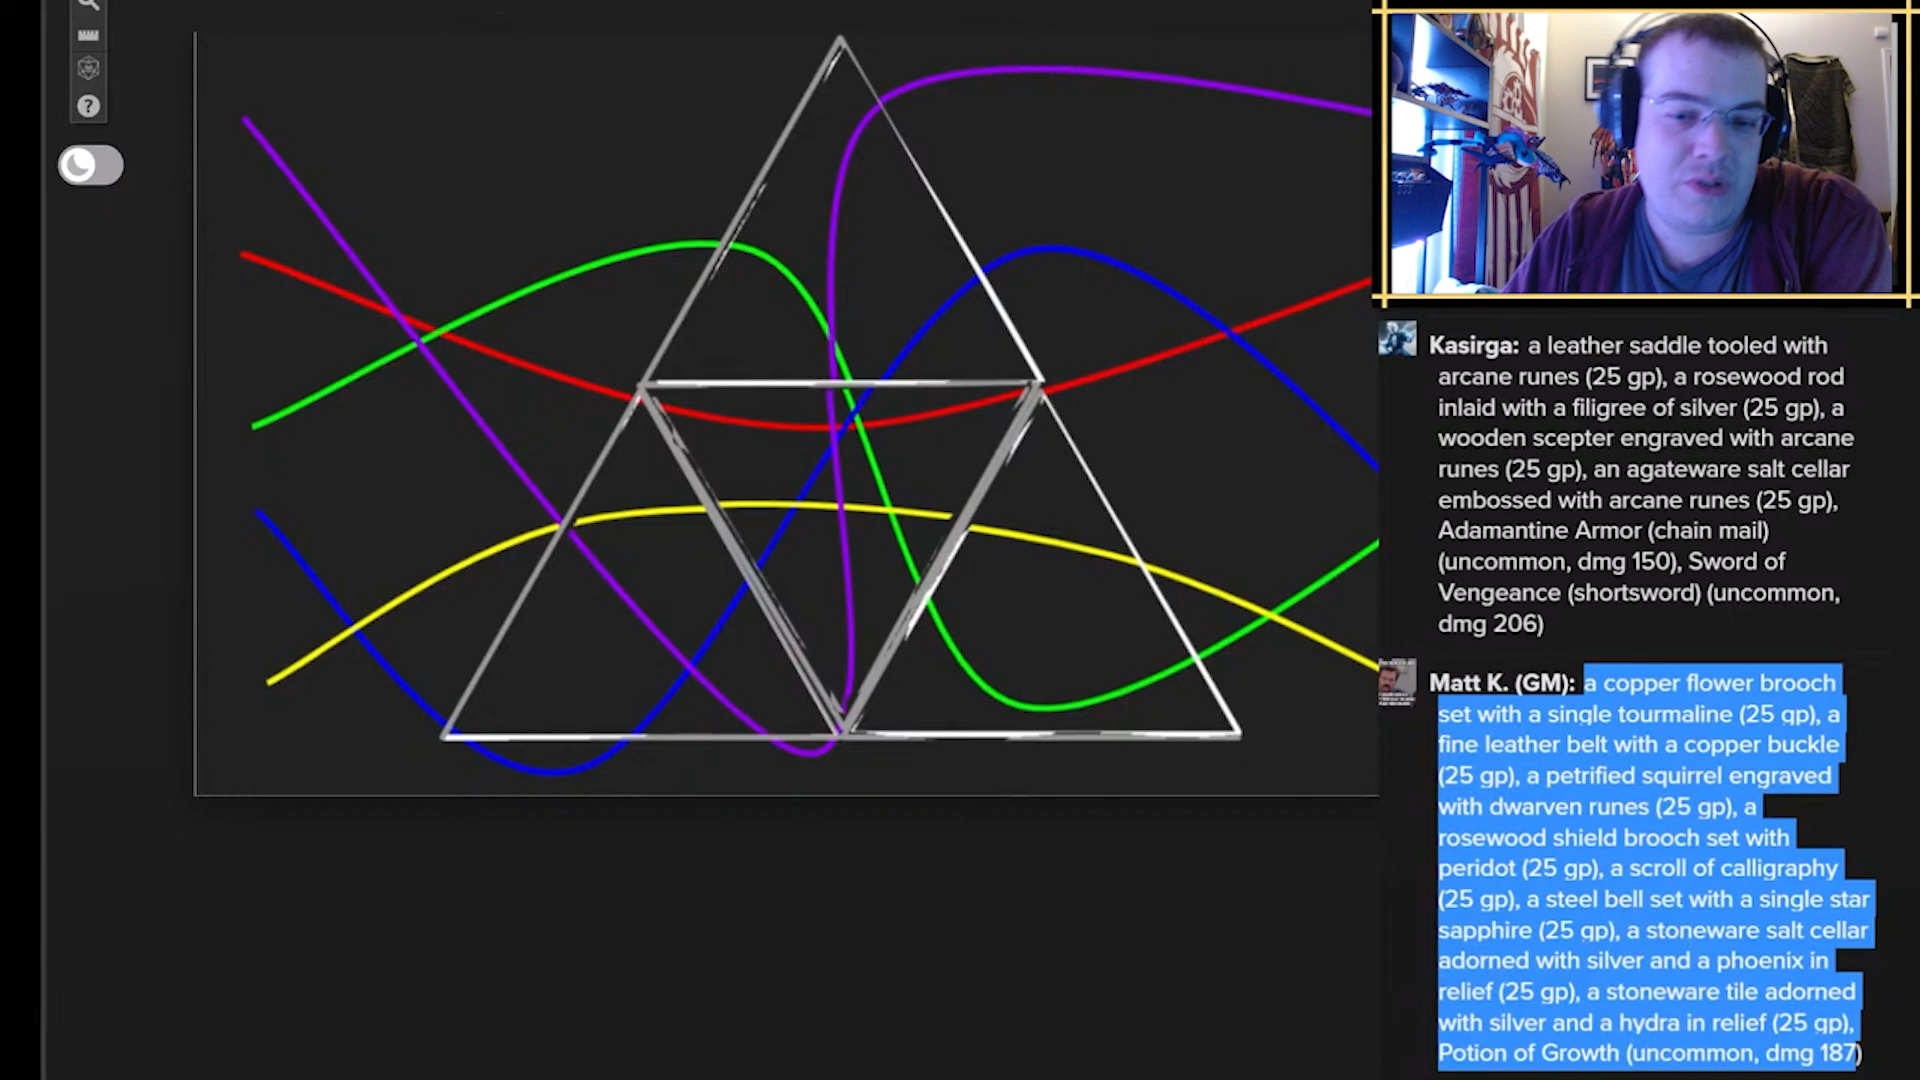 ?
Kasirga: a leather saddle tooled with
arcane runes (25 gp), a rosewood rod
inlaid with a filigree of silver (25 gp), a
wooden scepter engraved with arcane
runes (25 gp), an agateware salt cellar
embossed with arcane runes (25 gp),
Adamantine Armor (chain mail)
(uncommon, dmg 150), Sword of
Vengeance (shortsword) (uncommon,
dmg 206)
Matt K. (GM): a copper flower brooch
set with a single tourmaline (25 gp), a
fine leather belt with a copper buckle
(25 gp), a petrified squirrel engraved
with dwarven runes (25 gp), a
rosewood shield brooch set with
peridot (25 gp), a scroll of calligraphy
(25 gp), a steel bell set with a single star
sapphire (25 gp), a stoneware salt cellar
adorned with silver and a phoenix in
relief (25 gp), a stoneware tile adorned
with silver and a hydra in relief (25 gp),
Potion of Growth (uncommon, dmg 187)